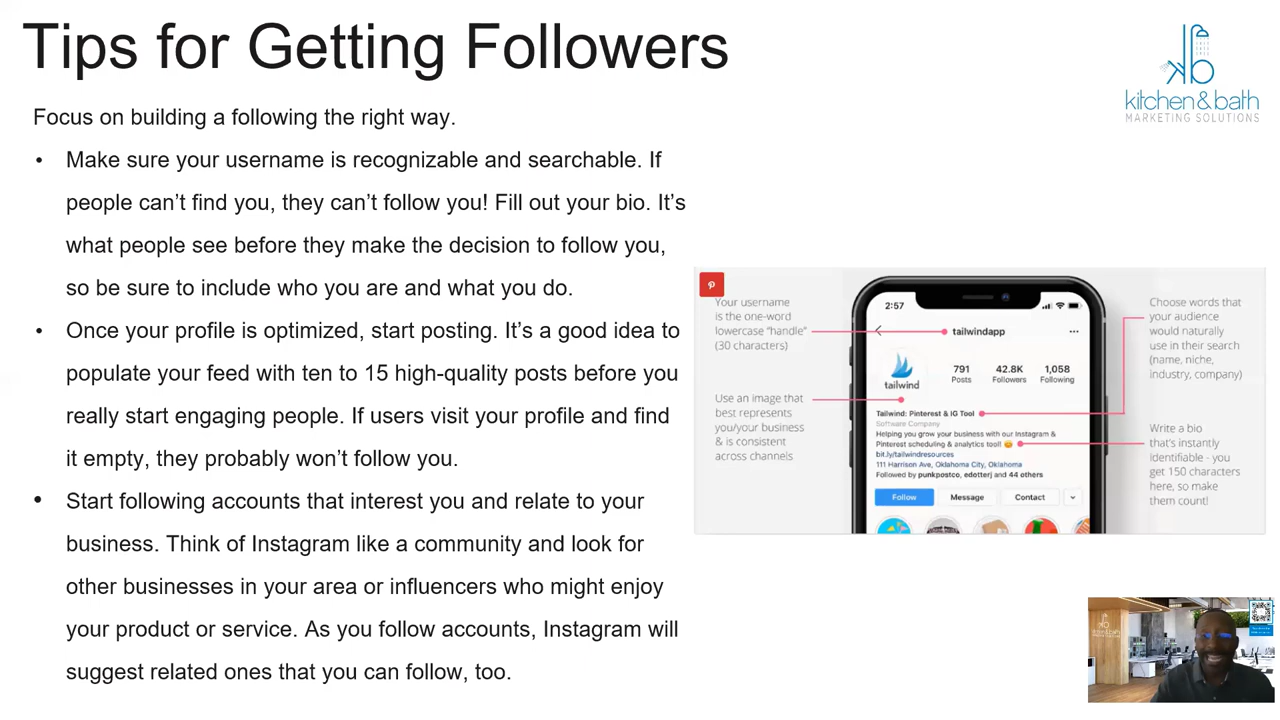 Tips for Getting Followers
kitchen & bath
MARKETING SOLUTIONS
Focus on building a following the right way.
• Make sure your username is recognizable and searchable. If
people can’t find you, they can’t follow you! Fill out your bio. It’s
what people see before they make the decision to follow you,
so be sure to include who you are and what you do.
• Once your profile is optimized, start posting. It’s a good idea to
populate your feed with ten to 15 high-quality posts before you
really start engaging people. If users visit your profile and find
it empty, they probably won’t follow you.
• Start following accounts that interest you and relate to your
business. Think of Instagram like a community and look for
other businesses in your area or influencers who might enjoy
your product or service. As you follow accounts, Instagram will
suggest related ones that you can follow, too.
Your username
is the one-word
lowercase “handle”
(30 characters)
Use an image that
best represents
you/your business
& is consistent
across channels
2:57
tailwindapp
tailwind
791
Posts
42.8K
Followers
1,058
Following
Tailwind: Pinterest & IG Tool
Software Company
Helping you grow your business with our Instagram &
Pinterest scheduling & analytics tool!
bit.ly/tailwindresources
111 Harrison Ave, Oklahoma City, Oklahoma
Followed by punkpostco, edotterj and 44 others
Follow
Message
Contact
Choose words that
your audience
would naturally
use in their search
(name, niche,
industry, company)
Write a bio
that’s instantly
identifiable - you
get 150 characters
here, so make
them count!